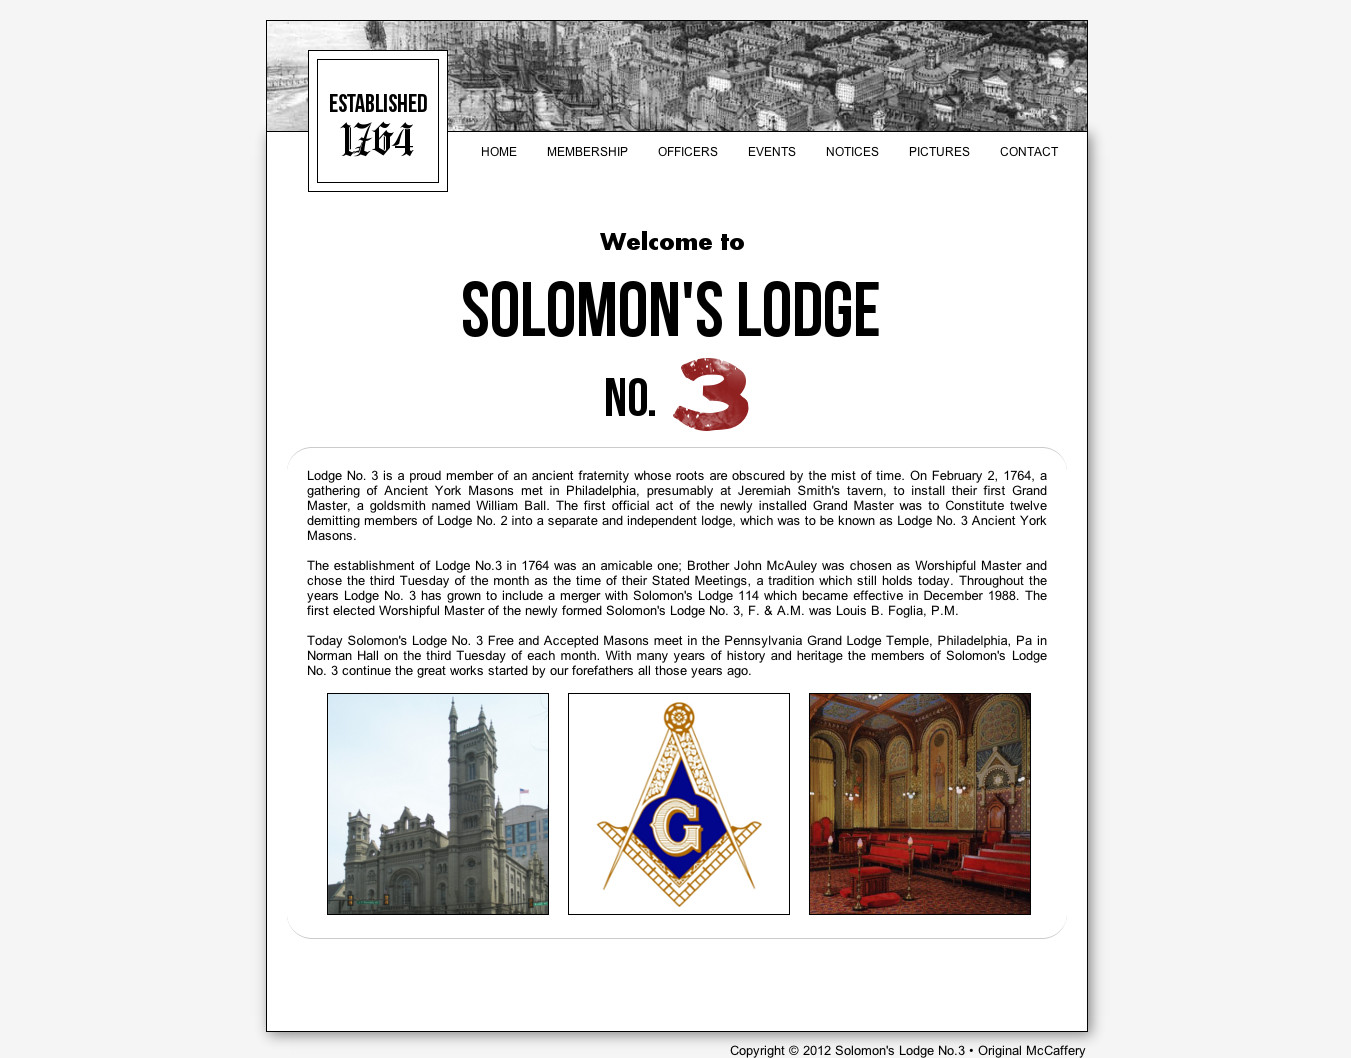 ESTABLISHED
1764
HOME MEMBERSHIP OFFICERS EVENTS NOTICES PICTURES CONTACT
Welcome to
SOLOMON'S LODGE
NO. 3
Lodge No. 3 is a proud member of an ancient fraternity whose roots are obscured by the mist of time. On February 2, 1764, a
gathering of Ancient York Masons met in Philadelphia, presumably at Jeremiah Smith's tavern, to install their first Grand
Master, a goldsmith named William Ball. The first official act of the newly installed Grand Master was to Constitute twelve
demitting members of Lodge No. 2 into a separate and independent lodge, which was to be known as Lodge No. 3 Ancient York
Masons.
The establishment of Lodge No.3 in 1764 was an amicable one; Brother John McAuley was chosen as Worshipful Master and
chose the third Tuesday of the month as the time of their Stated Meetings, a tradition which still holds today. Throughout the
years Lodge No. 3 has grown to include a merger with Solomon's Lodge 114 which became effective in December 1988. The
first elected Worshipful Master of the newly formed Solomon's Lodge No. 3, F. & A.M. was Louis B. Foglia, P.M.
Today Solomon's Lodge No. 3 Free and Accepted Masons meet in the Pennsylvania Grand Lodge Temple, Philadelphia, Pa in
Norman Hall on the third Tuesday of each month. With many years of history and heritage the members of Solomon's Lodge
No. 3 continue the great works started by our forefathers all those years ago.
G
Copyright © 2012 Solomon's Lodge No.3 • Original McCaffery